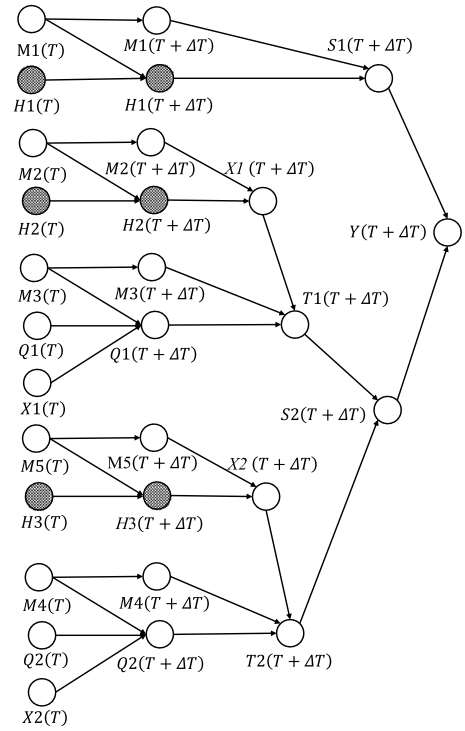 M1(T)
M1(T + ΔT)
S1(T + ΔT)
H1(T)
H1(T + ΔT)
M2(T)
M2(T + ΔT)
X1 (T + ΔT)
H2(T)
H2(T + ΔT)
Y(T + ΔT)
M3(T)
M3(T + ΔT)
T1(T + ΔT)
Q1(T)
Q1(T + ΔT)
X1(T)
S2(T + ΔT)
M5(T)
M5(T + ΔT)
X2 (T + ΔT)
H3(T)
H3(T + ΔT)
M4(T)
M4(T + ΔT)
Q2(T)
Q2(T + ΔT)
T2(T + ΔT)
X2(T)